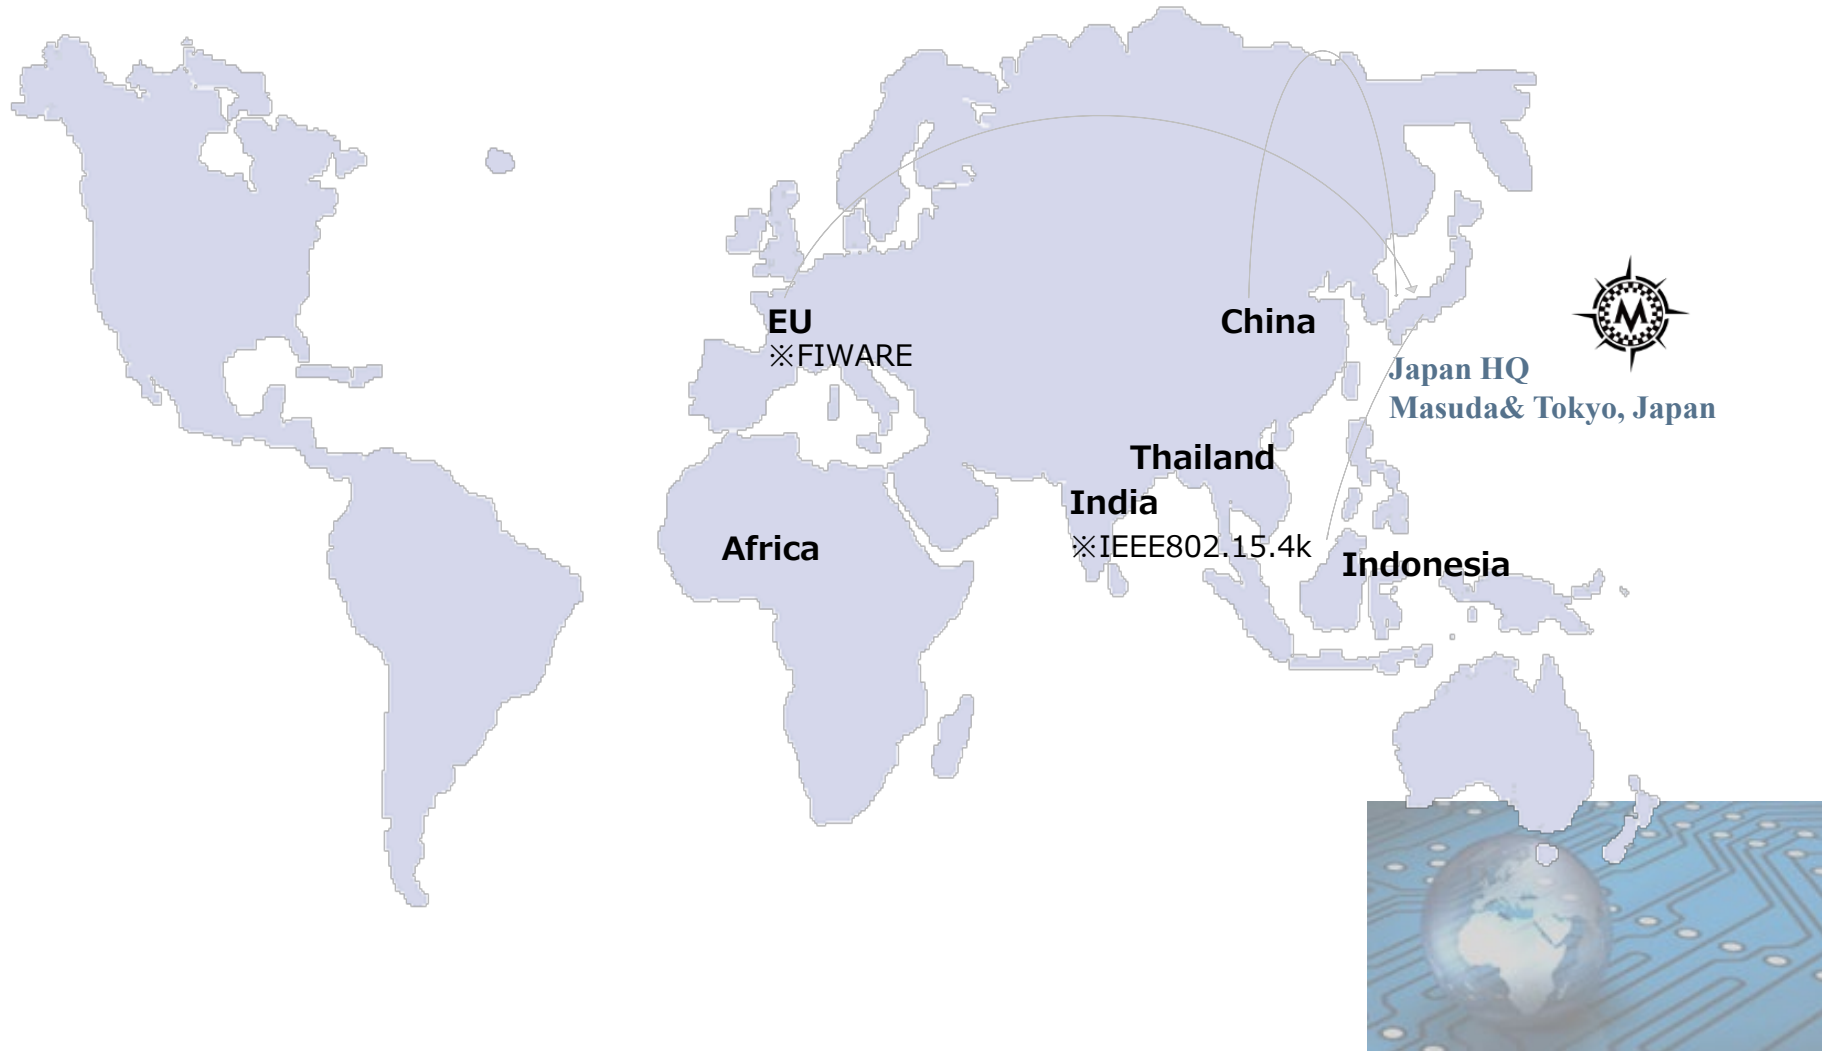 EU
※FIWARE
China
M
Japan HQ
Masuda& Tokyo, Japan
Thailand
India
※IEEE802.15.4k
Africa
Indonesia